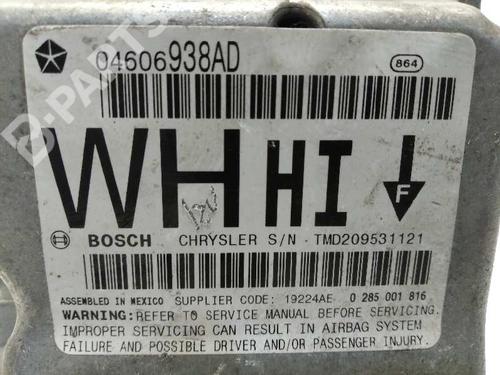 04606938AD
864
WH HI
F
BOSCH CHRYSLER S/N - TMD209531121
ASSEMBLED IN MEXICO SUPPLIER CODE: 19224AE 0 285 001 816
WARNING: REFER TO SERVICE MANUAL BEFORE SERVICING.
IMPROPER SERVICING CAN RESULT IN AIRBAG SYSTEM
FAILURE AND POSSIBLE DRIVER AND/OR PASSENGER INJURY.
B-PARTS